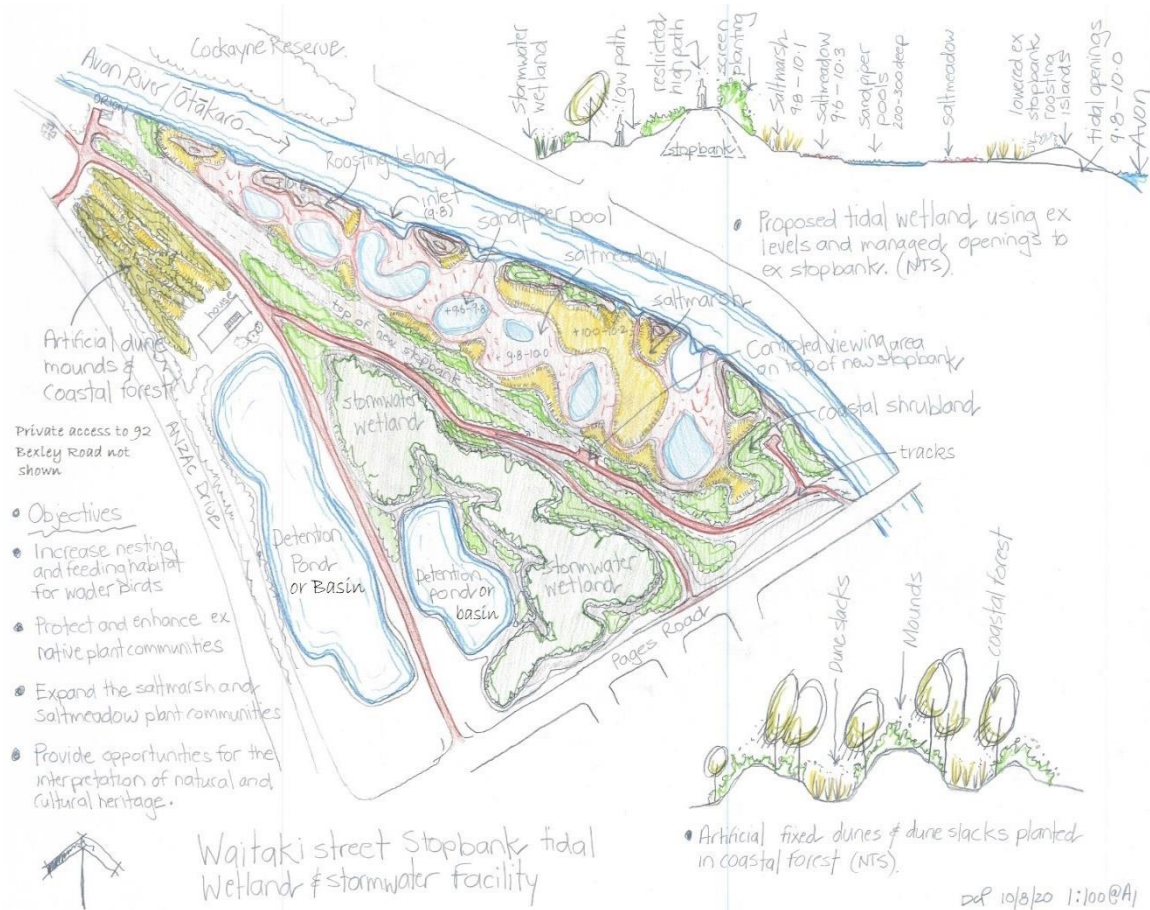 Cockayne Reserve.
Avon River/Ōtākaro
ORION
Roosting Island
inlet
(9.8)
sandpiper pool
saltmeadow
saltmarsh
Controlled viewing area
on top of new stopbank
coastal shrubland
tracks
+9.6-9.8
+10.0-10.2
+ 9.8-10.0
top of new stopbank
house
Artificial dune
mounds &
coastal forest
Private access to 92
Bexley Road not
shown
ANZAC Drive
stormwater
wetland
Detention
Pond
or Basin
Detention
pond or
basin
stormwater
wetland
Pages Road
Objectives
Increase nesting
and feeding habitat
for wader birds
Protect and enhance ex
native plant communities
Expand the saltmarsh and
saltmeadow plant communities
Provide opportunities for the
interpretation of natural and
cultural heritage.
Waitaki street Stopbank tidal
Wetland & stormwater Facility
stormwater
wetland
low path
restricted
high path
screen
planting
saltmarsh
9.8-10.1
saltmeadow
9.6-10.3
sandpiper
pools
200-300deep
saltmeadow
lowered ex
stopbank
roosting
islands
tidal openings
9.8-10.0
Avon
stopbank
Proposed tidal wetland using ex
levels and managed openings to
ex stopbank. (NTS).
Dune slacks
Mounds
coastal forest
Artificial fixed dunes & dune slacks planted
in coastal forest (NTS).
DCP 10/8/20 1:100@A1